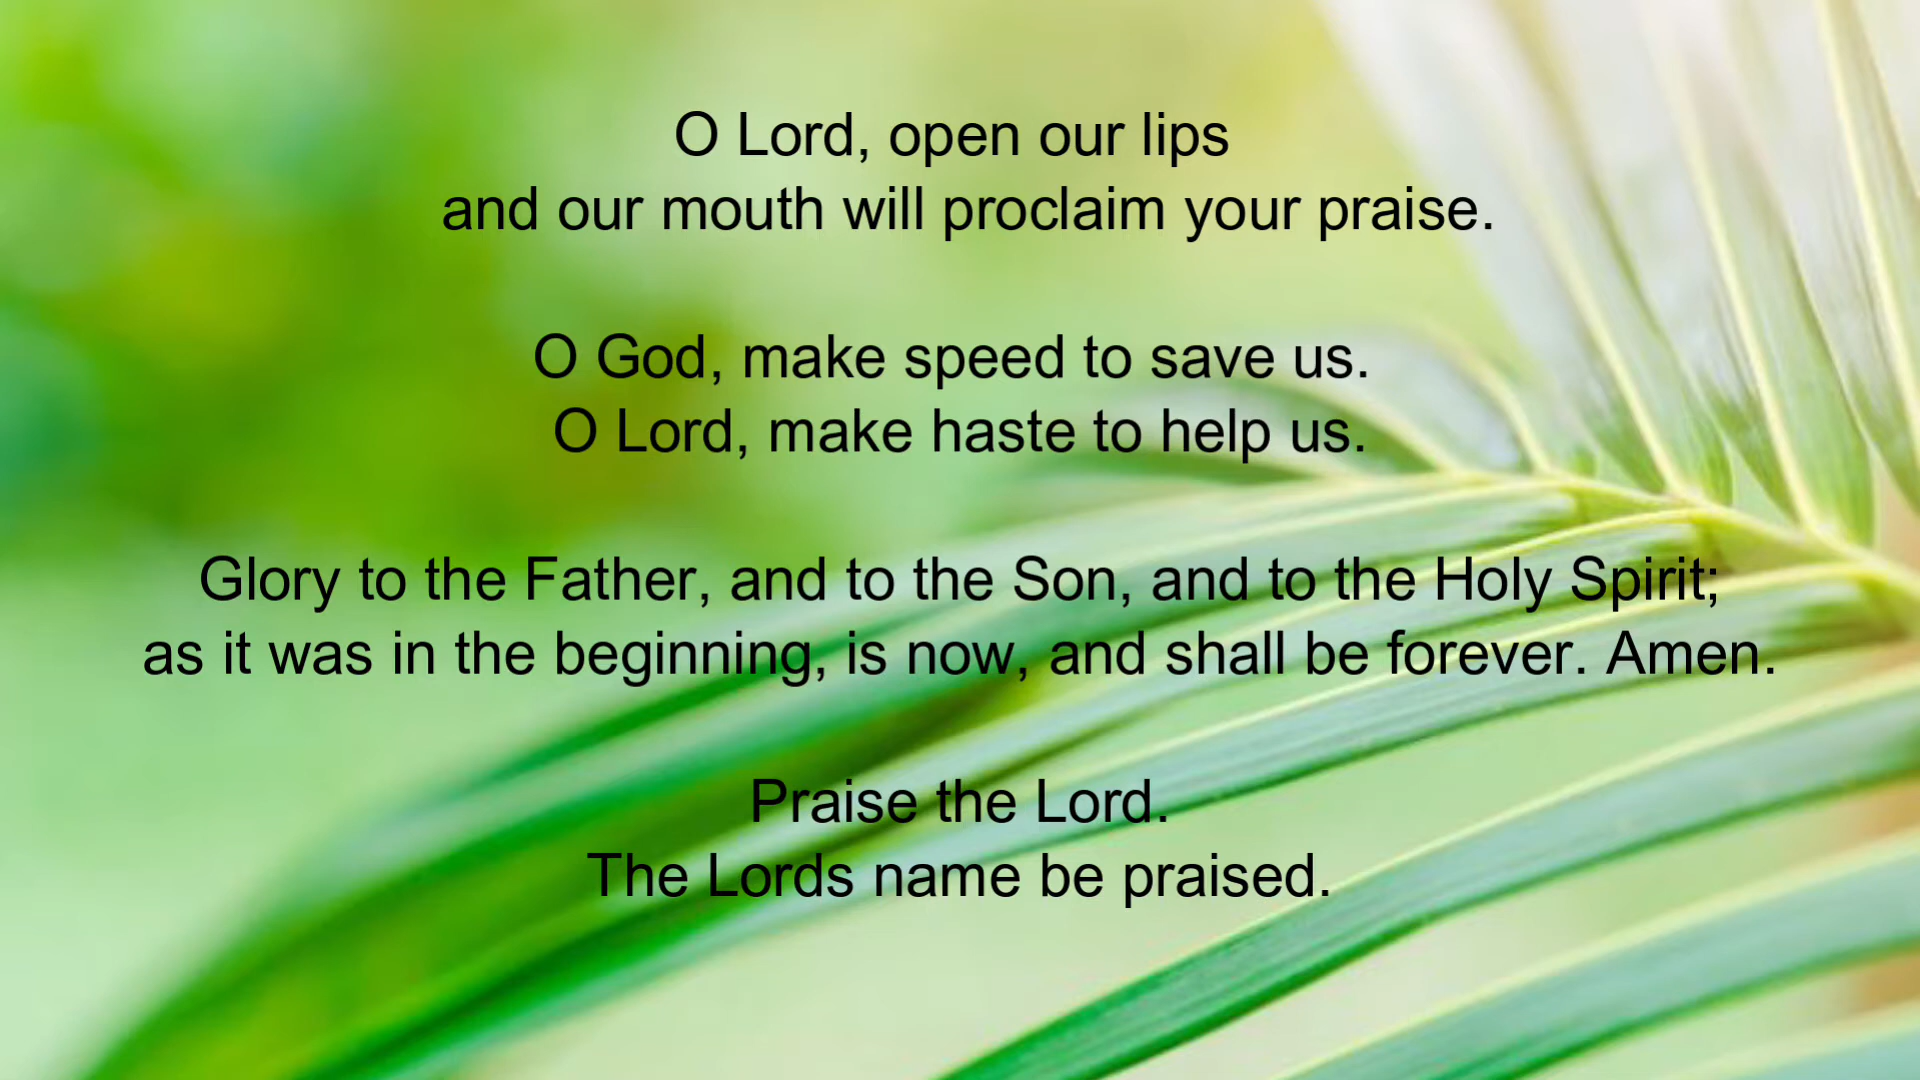 O Lord, open our lips
and our mouth will proclaim your praise.
O God, make speed to save us.
O Lord, make haste to help us.
Glory to the Father, and to the Son, and to the Holy Spirit;
as it was in the beginning, is now, and shall be forever. Amen.
Praise the Lord.
The Lords name be praised.